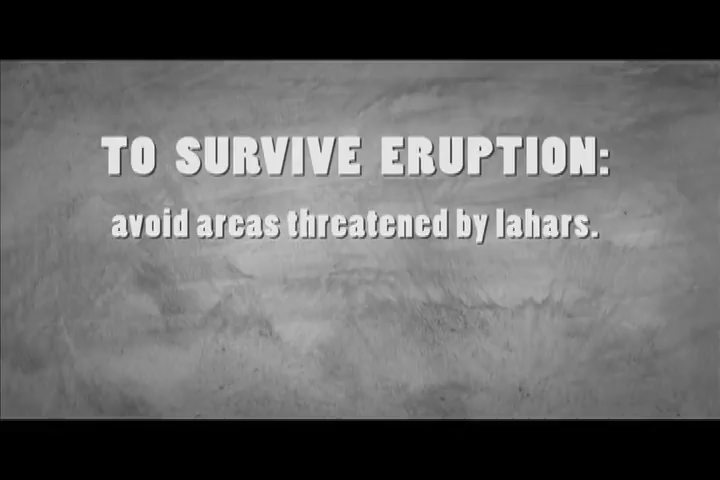 TO SURVIVE ERUPTION:
avoid areas threatened by lahars.